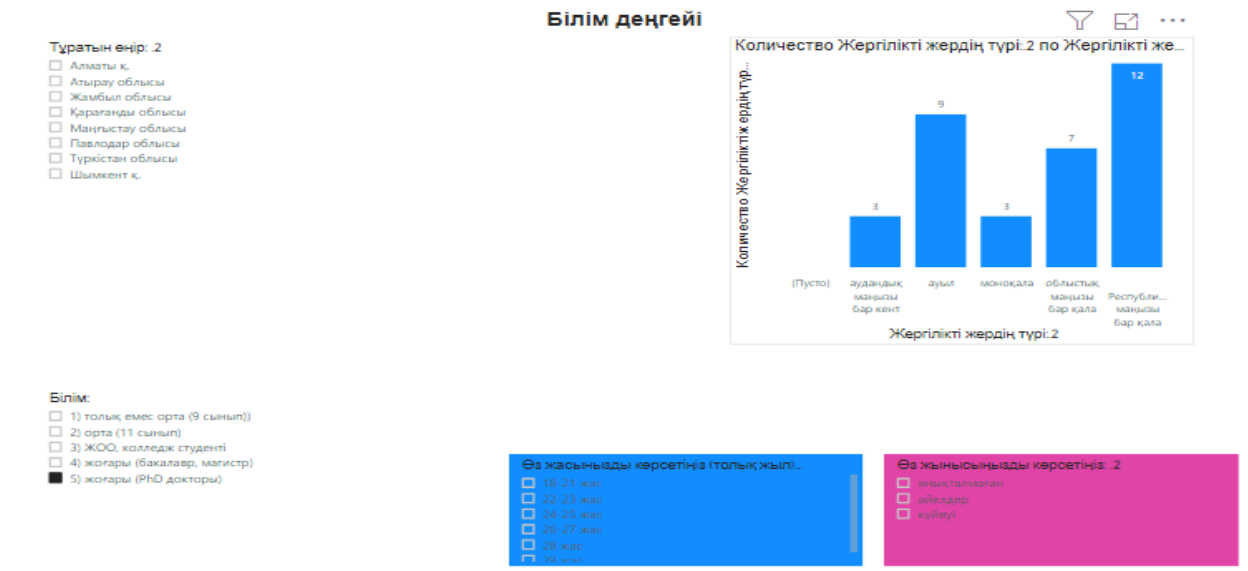 Білім деңгейі
Тұратын өңір: .2
Алматы қ.
Атырау облысы
Жамбыл облысы
Қарағанды облысы
Маңғыстау облысы
Павлодар облысы
Түркістан облысы
Шымкент қ.
Количество Жергілікті жердің түрі:.2 по Жергілікті же...
Количество Жергілікті жердің түр...
12
9
7
3
3
(Пусто)
аудандық
маңызы
бар кент
ауыл
моноқала
облыстық
маңызы
бар қала
Республи...
маңызы
бар қала
Жергілікті жердің түрі:.2
Білім:
1) толық емес орта (9 сынып))
2) орта (11 сынып)
3) ЖОО, колледж студенті
4) жоғары (бакалавр, магистр)
5) жоғары (PhD докторы)
Өз жасыңызды көрсетіңіз (толық жыл)...
18-21 жас
22-23 жас
24-25 жас
26-27 жас
28 жас
29 жас
Өз жынысыңызды көрсетіңіз: .2
анықталмаған
әйелдер
күйеуі